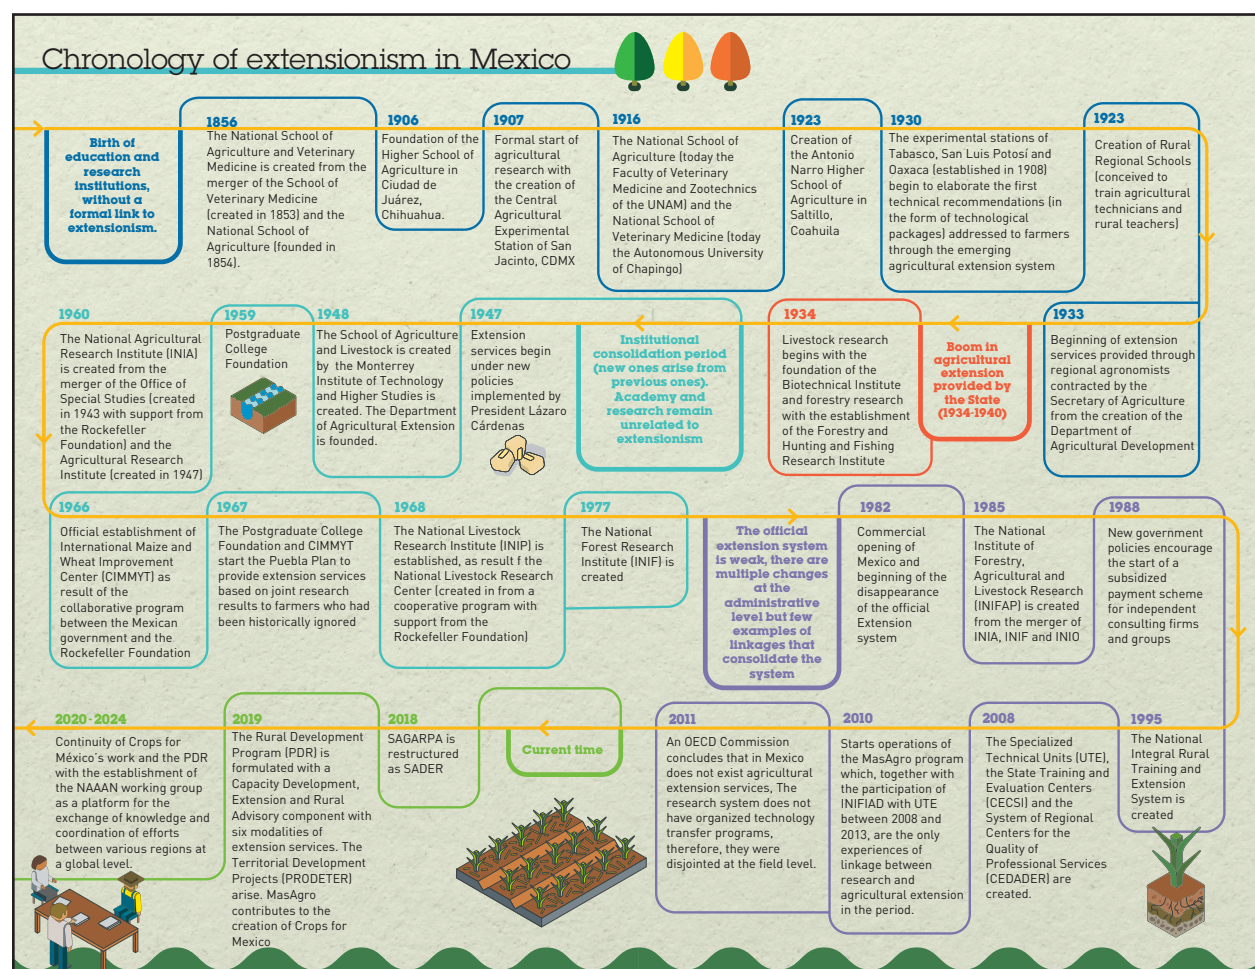 Chronology of extensionism in Mexico
Birth of
education and
research
institutions,
without a
formal link to
extensionism.
1856
The National School of
Agriculture and Veterinary
Medicine is created from the
merger of the School of
Veterinary Medicine
(created in 1853) and the
National School of
Agriculture (founded in
1854).
1906
Foundation of the
Higher School of
Agriculture in
Ciudad de
Juárez,
Chihuahua.
1907
Formal start of
agricultural
research with
the creation of
the Central
Agricultural
Experimental
Station of San
Jacinto, CDMX
1916
The National School of
Agriculture (today the
Faculty of Veterinary
Medicine and Zootechnics
of the UNAM) and the
National School of
Veterinary Medicine (today
the Autonomous University
of Chapingo)
1923
Creation of
the Antonio
Narro Higher
School of
Agriculture in
Saltillo,
Coahuila
1930
The experimental stations of
Tabasco, San Luis Potosí and
Oaxaca (established in 1908)
begin to elaborate the first
technical recommendations (in
the form of technological
packages) addressed to farmers
through the emerging
agricultural extension system
1923
Creation of Rural
Regional Schools
(conceived to
train agricultural
technicians and
rural teachers)
1933
Beginning of extension
services provided through
regional agronomists
contracted by the
Secretary of Agriculture
from the creation of the
Department of
Agricultural Development
Boom in
agricultural
extension
provided by
the State
(1934-1940)
1934
Livestock research
begins with the
foundation of the
Biotechnical Institute
and forestry research
with the establishment
of the Forestry and
Hunting and Fishing
Research Institute
Institutional
consolidation period
(new ones arise from
previous ones).
Academy and
research remain
unrelated to
extensionism
1947
Extension
services begin
under new
policies
implemented by
President Lázaro
Cárdenas
1948
The School of Agriculture
and Livestock is created
by the Monterrey
Institute of Technology
and Higher Studies is
created. The Department
of Agricultural Extension
is founded.
1959
Postgraduate
College
Foundation
1960
The National Agricultural
Research Institute (INIA)
is created from the
merger of the Office of
Special Studies (created
in 1943 with support from
the Rockefeller
Foundation) and the
Agricultural Research
Institute (created in 1947)
1966
Official establishment of
International Maize and
Wheat Improvement
Center (CIMMYT) as
result of the
collaborative program
between the Mexican
government and the
Rockefeller Foundation
1967
The Postgraduate College
Foundation and CIMMYT
start the Puebla Plan to
provide extension services
based on joint research
results to farmers who had
been historically ignored
1968
The National Livestock
Research Institute (INIP) is
established, as result f the
National Livestock Research
Center (created in from a
cooperative program with
support from the
Rockefeller Foundation)
1977
The National
Forest Research
Institute (INIF) is
created
The official
extension system
is weak, there are
multiple changes
at the
administrative
level but few
examples of
linkages that
consolidate the
system
1982
Commercial
opening of
Mexico and
beginning of the
disappearance
of the official
Extension
system
1985
The National
Institute of
Forestry,
Agricultural and
Livestock Research
(INIFAP) is created
from the merger of
INIA, INIF and INIO
1988
New government
policies encourage
the start of a
subsidized
payment scheme
for independent
consulting firms
and groups
1995
The National
Integral Rural
Training and
Extension
System is
created
2008
The Specialized
Technical Units (UTE),
the State Training and
Evaluation Centers
(CECSI) and the
System of Regional
Centers for the
Quality of
Professional Services
(CEDADER) are
created.
2010
Starts operations of
the MasAgro program
which, together with
the participation of
INIFIAD with UTE
between 2008 and
2013, are the only
experiences of
linkage between
research and
agricultural extension
in the period.
2011
An OECD Commission
concludes that in Mexico
does not exist agricultural
extension services, The
research system does not
have organized technology
transfer programs,
therefore, they were
disjointed at the field level.
Current time
2018
SAGARPA is
restructured
as SADER
2019
The Rural Development
Program (PDR) is
formulated with a
Capacity Development,
Extension and Rural
Advisory component with
six modalities of
extension services. The
Territorial Development
Projects (PRODETER)
arise. MasAgro
contributes to the
creation of Crops for
Mexico
2020-2024
Continuity of Crops for
México's work and the PDR
with the establishment of
the NAAAN working group
as a platform for the
exchange of knowledge and
coordination of efforts
between various regions at
a global level.